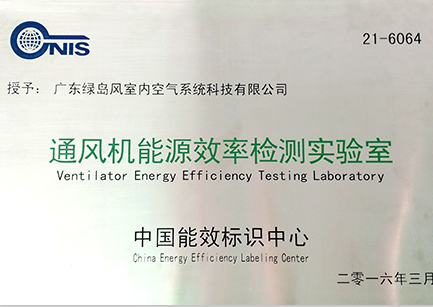 CNIS
21-6064
授予：广东绿岛风室内空气系统科技有限公司
通风机能源效率检测实验室
Ventilator Energy Efficiency Testing Laboratory
中国能效标识中心
China Energy Efficiency Labeling Center
二零一六年三月